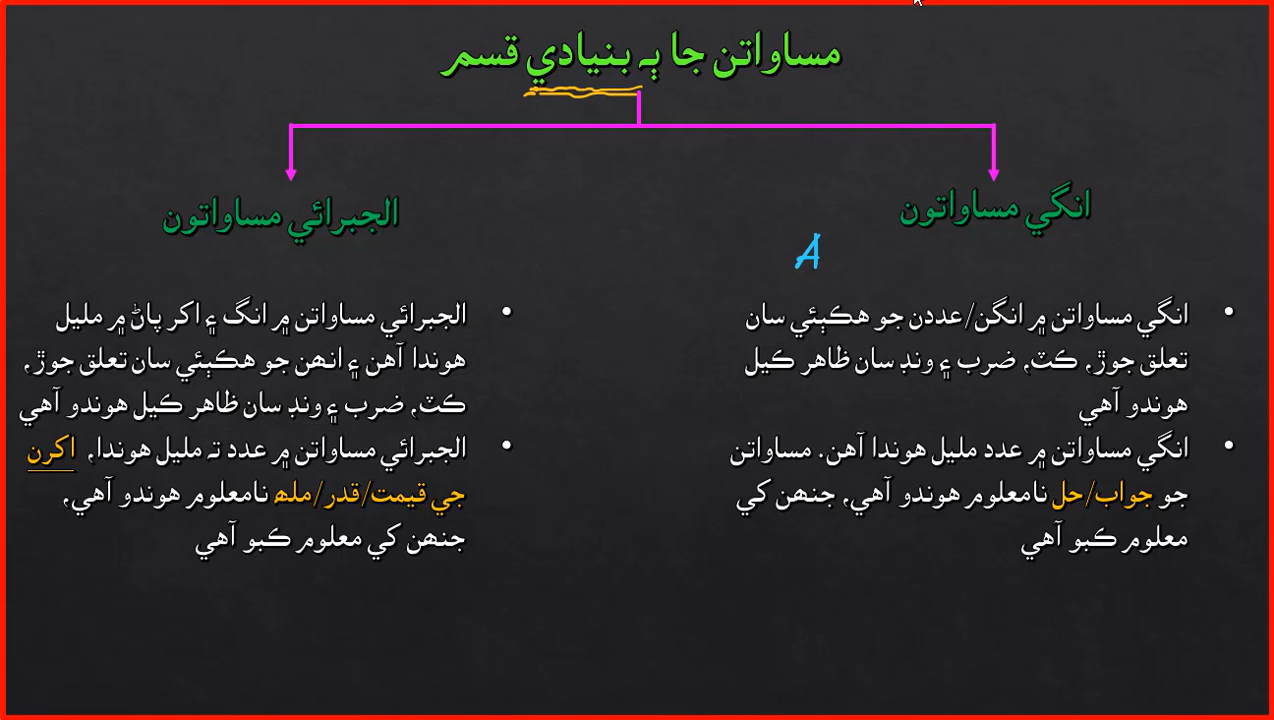 مساواتن جا ٻه بنيادي قسم
انگي مساواتون
A
انگي مساواتن ۾ انگن/عددن جو هڪٻئي سان
تعلق جوڙ، ڪٽ، ضرب ۽ ونڊ سان ظاهر ڪيل
هوندو آهي
انگي مساواتن ۾ عدد مليل هوندا آهن. مساواتن
جو جواب/حل نامعلوم هوندو آهي، جنهن کي
معلوم ڪبو آهي
الجبرائي مساواتون
الجبرائي مساواتن ۾ انگ ۽ اکر پاڻ ۾ مليل
هوندا آهن ۽ انهن جو هڪٻئي سان تعلق جوڙ،
ڪٽ، ضرب ۽ ونڊ سان ظاهر ڪيل هوندو آهي
الجبرائي مساواتن ۾ عدد ته مليل هوندا، اکرن
جي قيمت/قدر/ملهه نامعلوم هوندو آهي،
جنهن کي معلوم ڪبو آهي